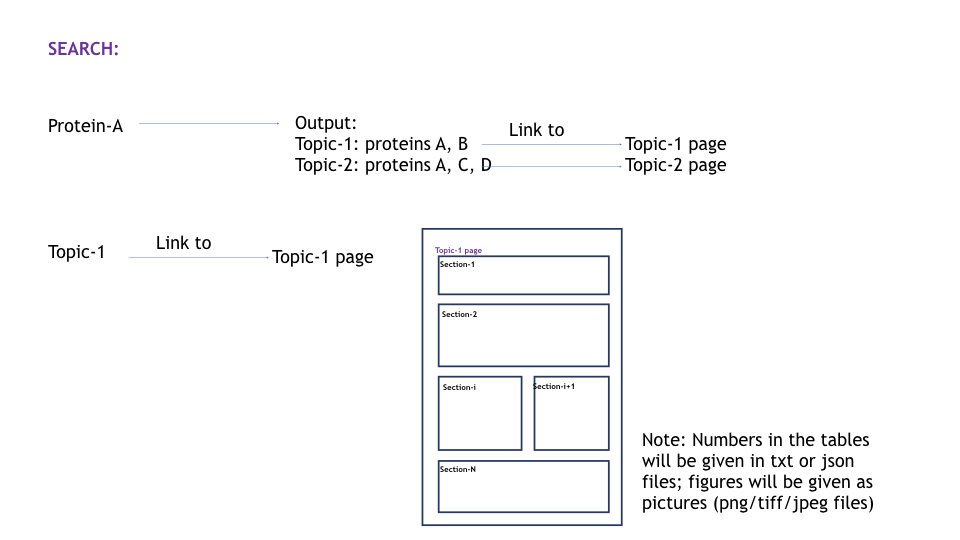 SEARCH:
Protein-A
Output:
Link to
Topic-1: proteins A, B
Topic-1 page
Topic-2: proteins A, C, D
Topic-2 page
Topic-1
Link to
Topic-1 page
Topic-1 page
Section-1
Section-2
Section-i
Section-i+1
Section-N
Note: Numbers in the tables
will be given in txt or json
files; figures will be given as
pictures (png/tiff/jpeg files)